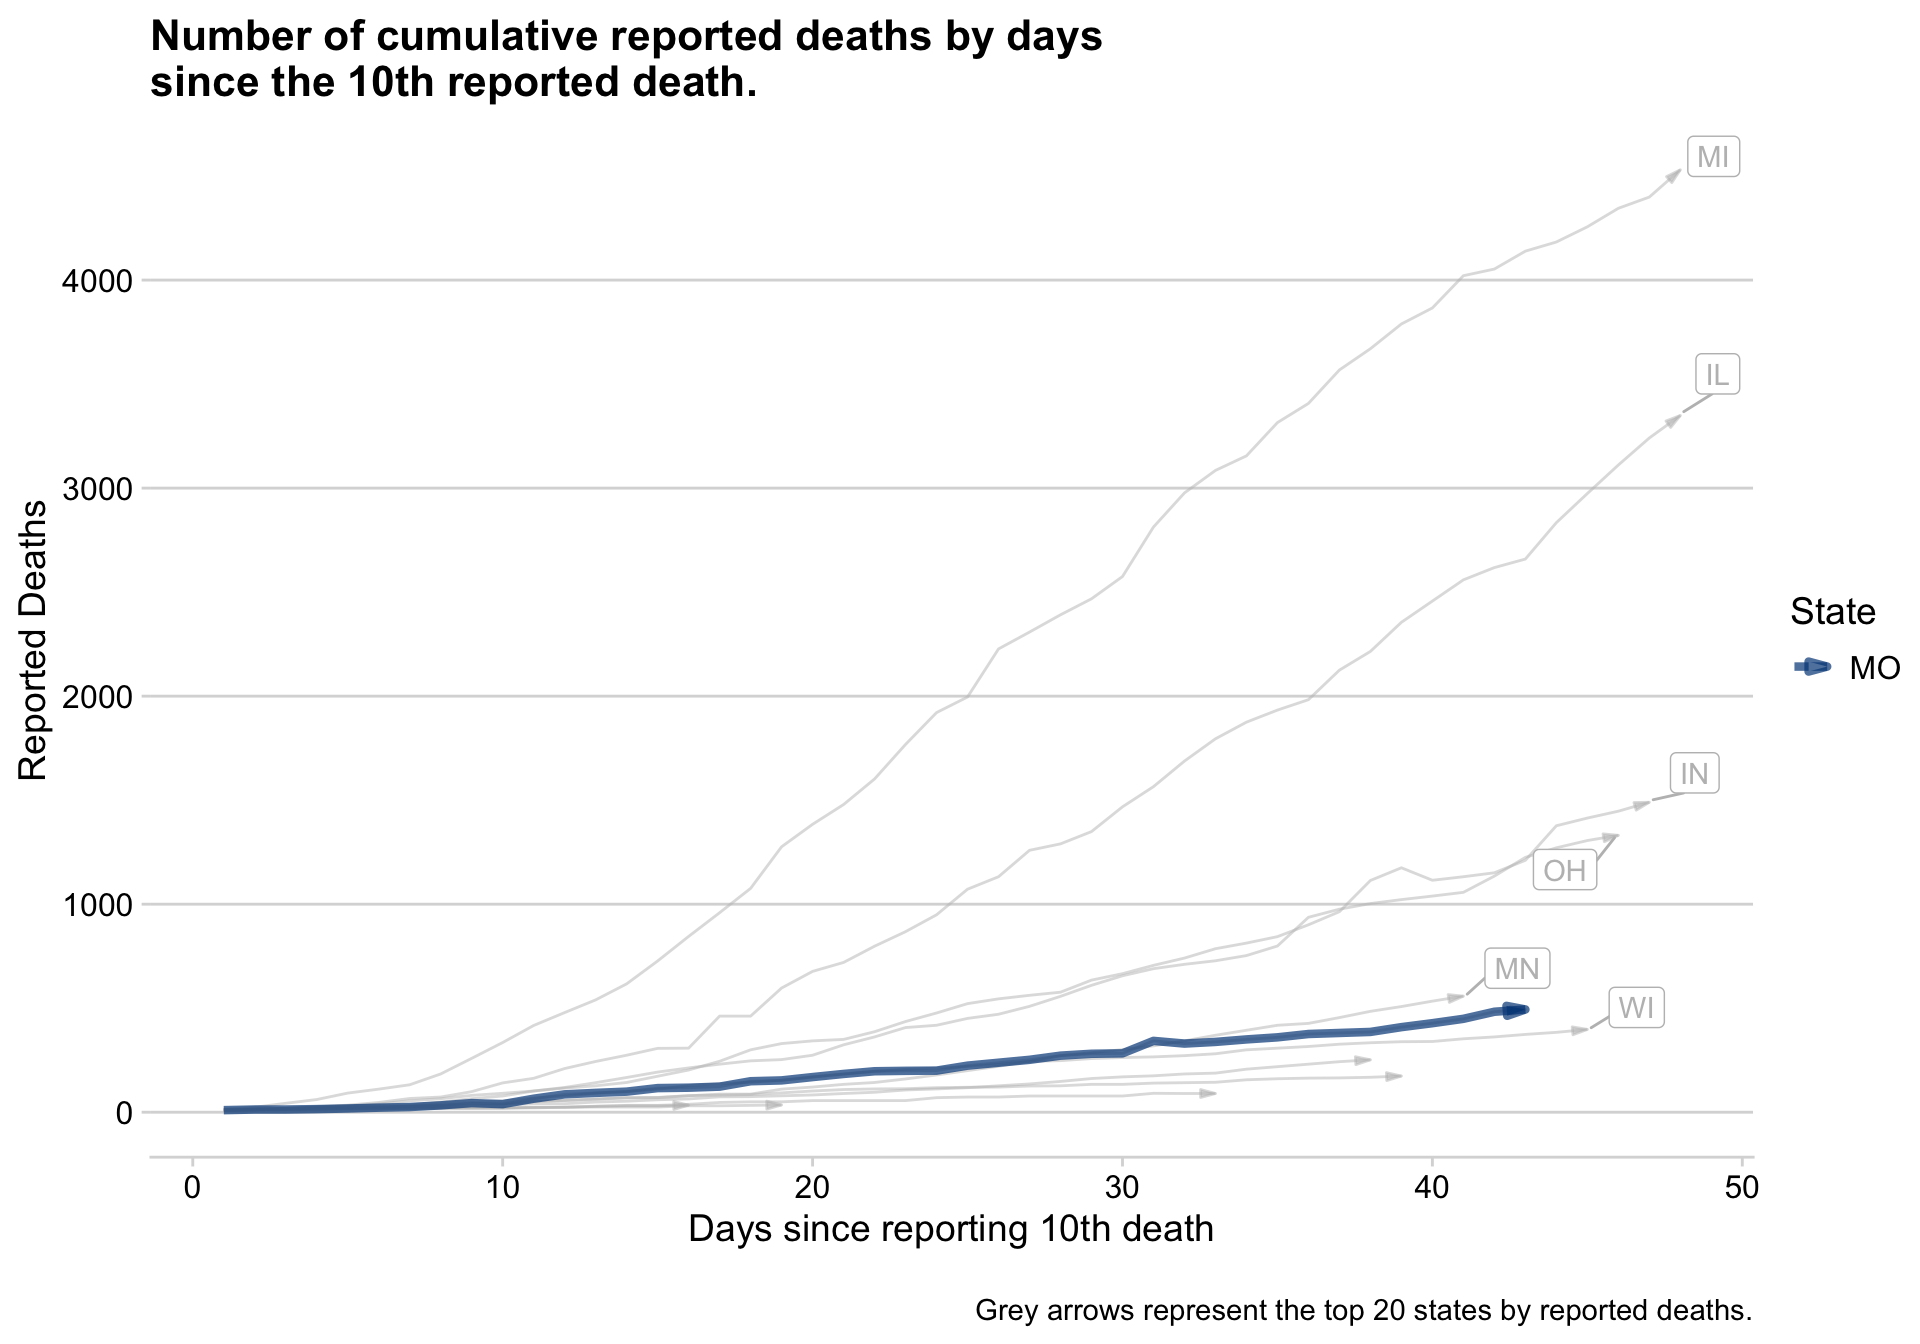 Number of cumulative reported deaths by days
since the 10th reported death.
MI
4000
IL
3000
Reported Deaths
State
MO
2000
IN
OH
1000
MN
WI
0
0 10 20 30 40 50
Days since reporting 10th death
Grey arrows represent the top 20 states by reported deaths.